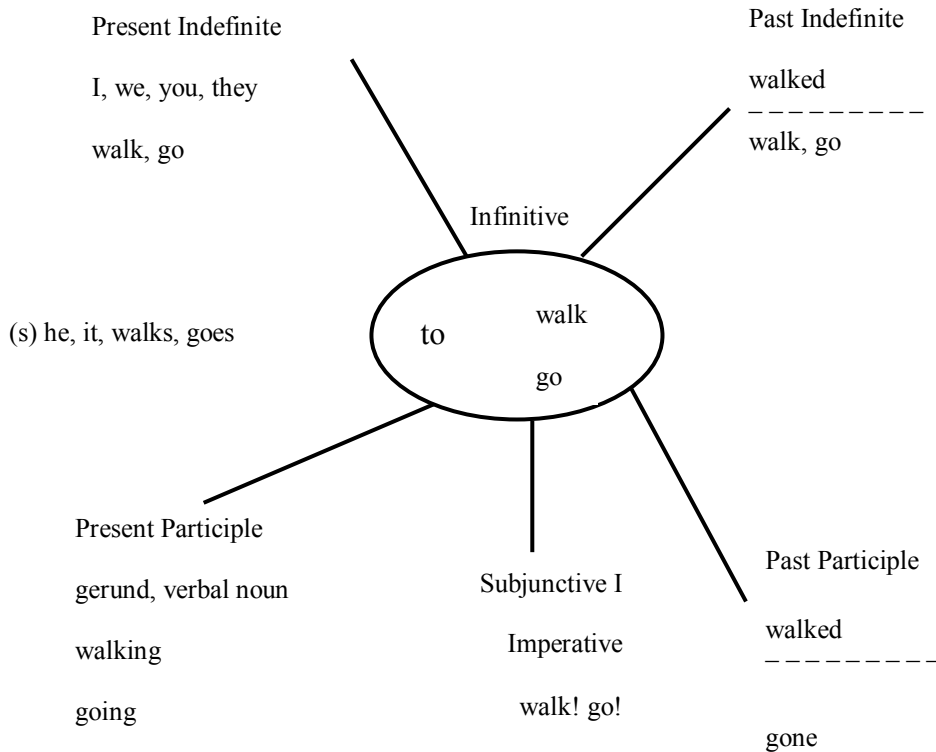 Present Indefinite
I, we, you, they
walk, go
Past Indefinite
walked
_ _ _ _ _ _ _ _ _
walk, go
Infinitive
to
walk
go
(s) he, it, walks, goes
Present Participle
gerund, verbal noun
walking
going
Subjunctive I
Imperative
walk! go!
Past Participle
walked
_ _ _ _ _ _ _ _ _
gone